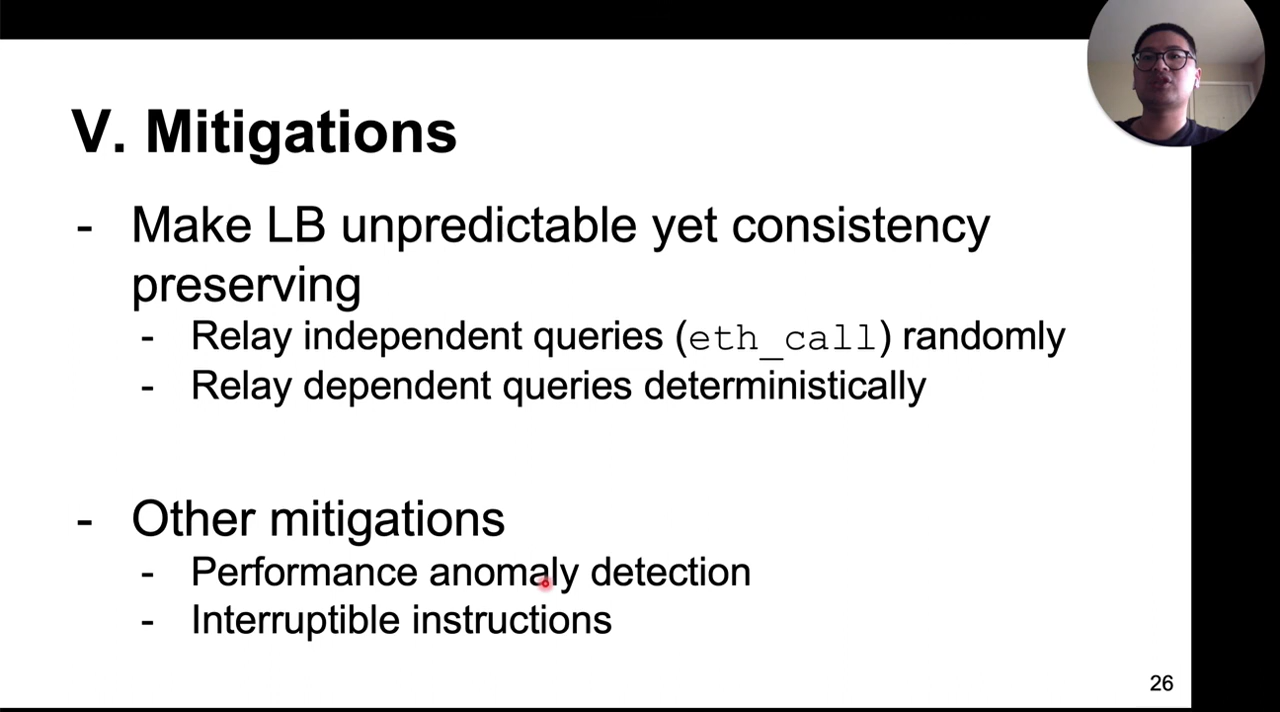 V. Mitigations
- Make LB unpredictable yet consistency
preserving
- Relay independent queries (eth_call) randomly
- Relay dependent queries deterministically
- Other mitigations
- Performance anomaly detection
- Interruptible instructions
26